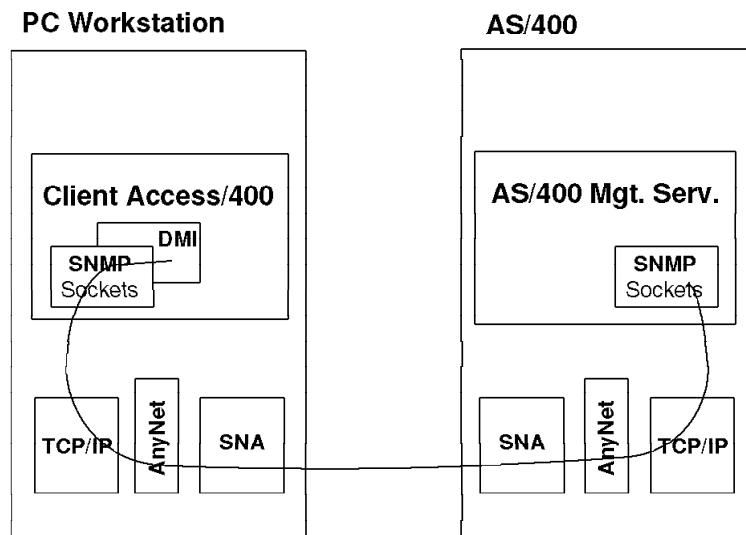 PC Workstation
AS/400
Client Access/400
DMI
SNMP
Sockets
AS/400 Mgt. Serv.
SNMP
Sockets
TCP/IP
AnyNet
SNA
SNA
AnyNet
TCP/IP